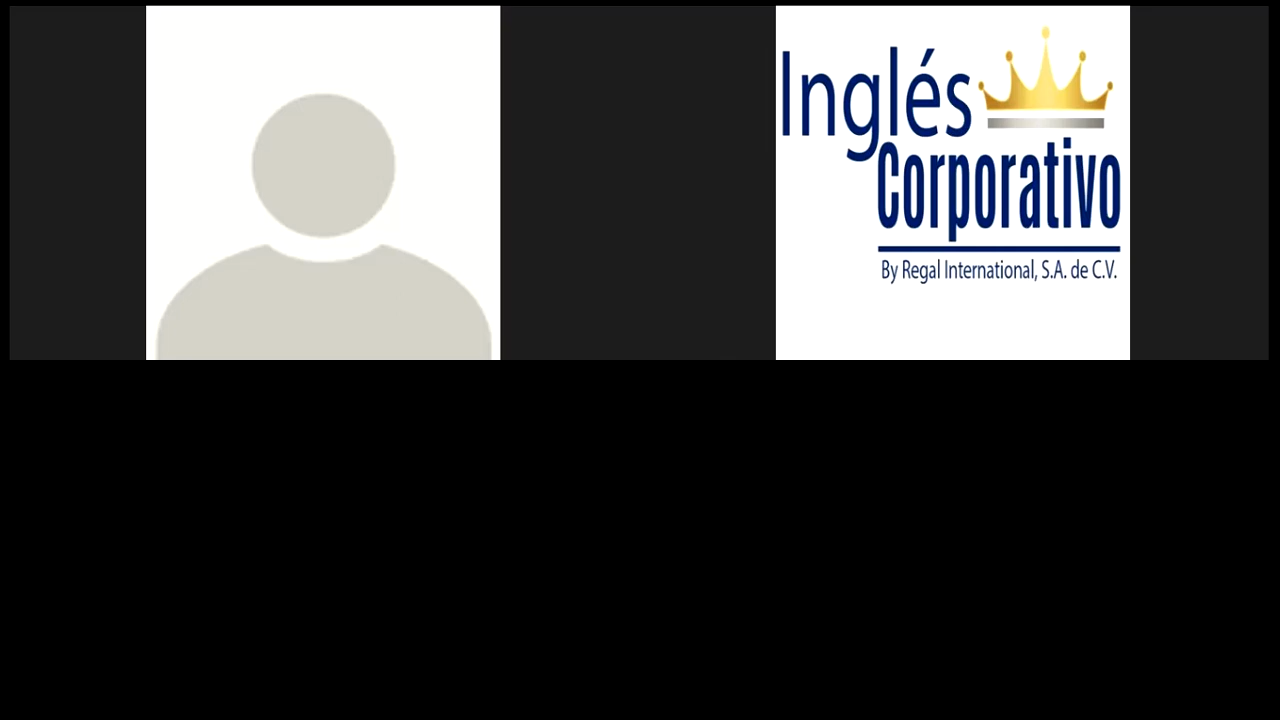 Inglés
Corporativo
By Regal International, S.A. de C.V.